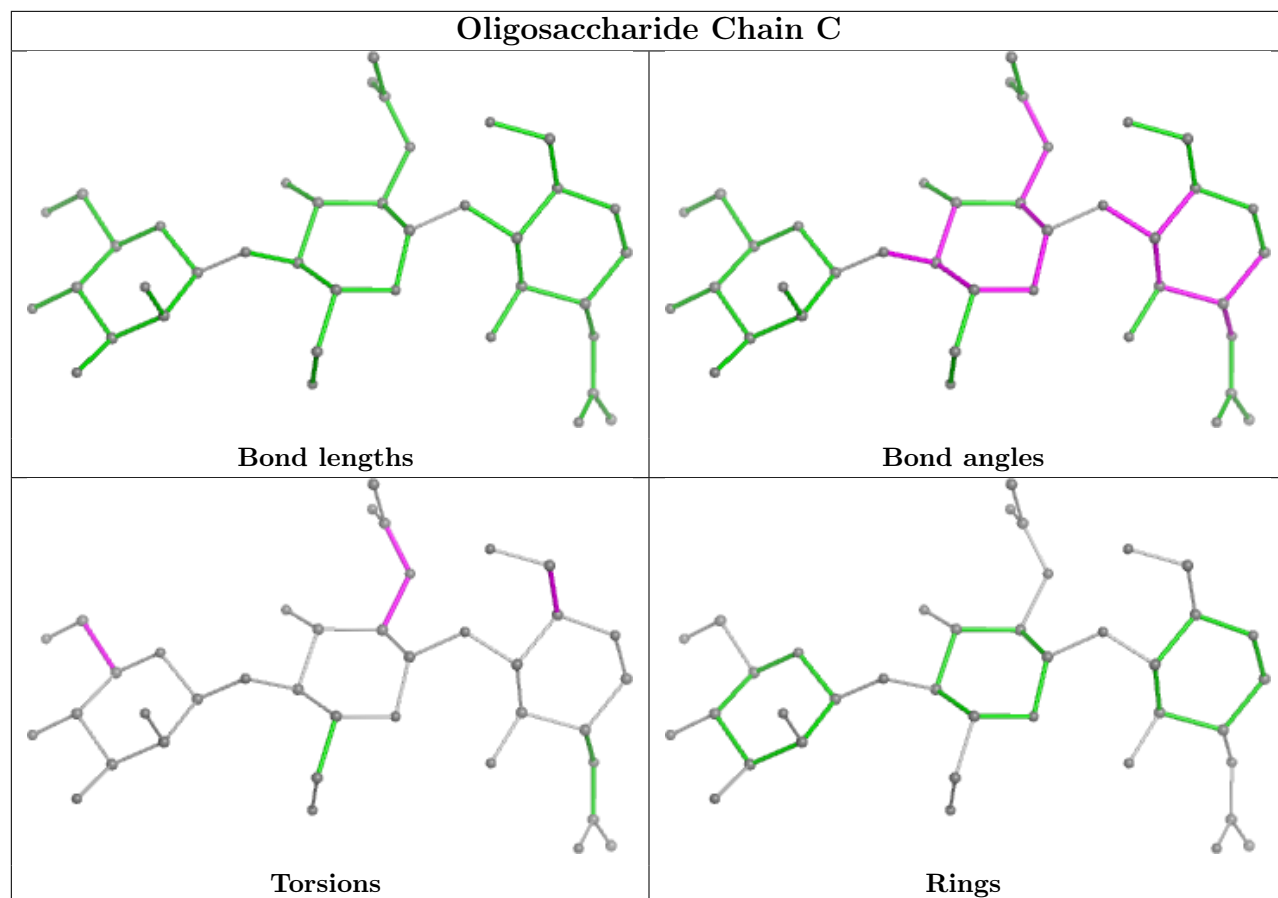 Oligosaccharide Chain C
Bond lengths
Bond angles
Torsions
Rings